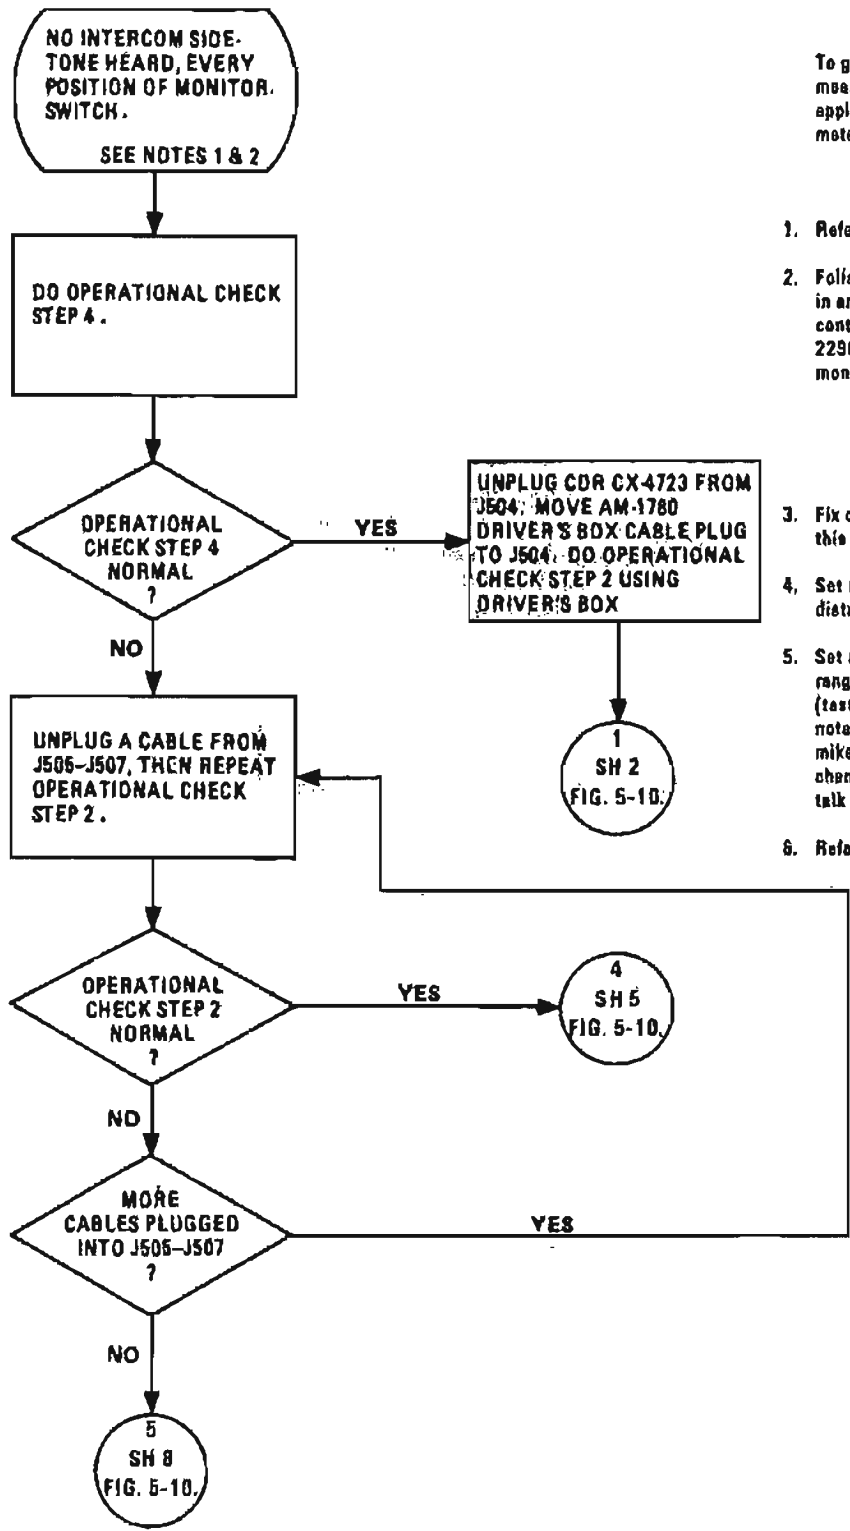 NO INTERCOM SIDE-
TONE HEARD, EVERY
POSITION OF MONITOR
SWITCH.
SEE NOTES 1 & 2
DO OPERATIONAL CHECK
STEP 4.
OPERATIONAL
CHECK STEP 4
NORMAL
?
YES
UNPLUG CDR CX-4723 FROM
J504, MOVE AM-1780
DRIVER'S BOX CABLE PLUG
TO J504. DO OPERATIONAL
CHECK STEP 2 USING
DRIVER'S BOX
1
SH 2
FIG. 5-10.
NO
UNPLUG A CABLE FROM
J505-J507, THEN REPEAT
OPERATIONAL CHECK
STEP 2.
OPERATIONAL
CHECK STEP 2
NORMAL
?
YES
4
SH 5
FIG. 5-10.
NO
MORE
CABLES PLUGGED
INTO J505-J507
?
YES
NO
5
SH 8
FIG. 5-10.
To g
mea
appl
mete
1. Refe
2. Follo
in an
cont
229
mon
3. Fix
this
4. Set
dista
5. Set
rang
(tes
note
mike
chan
talk
6. Refe